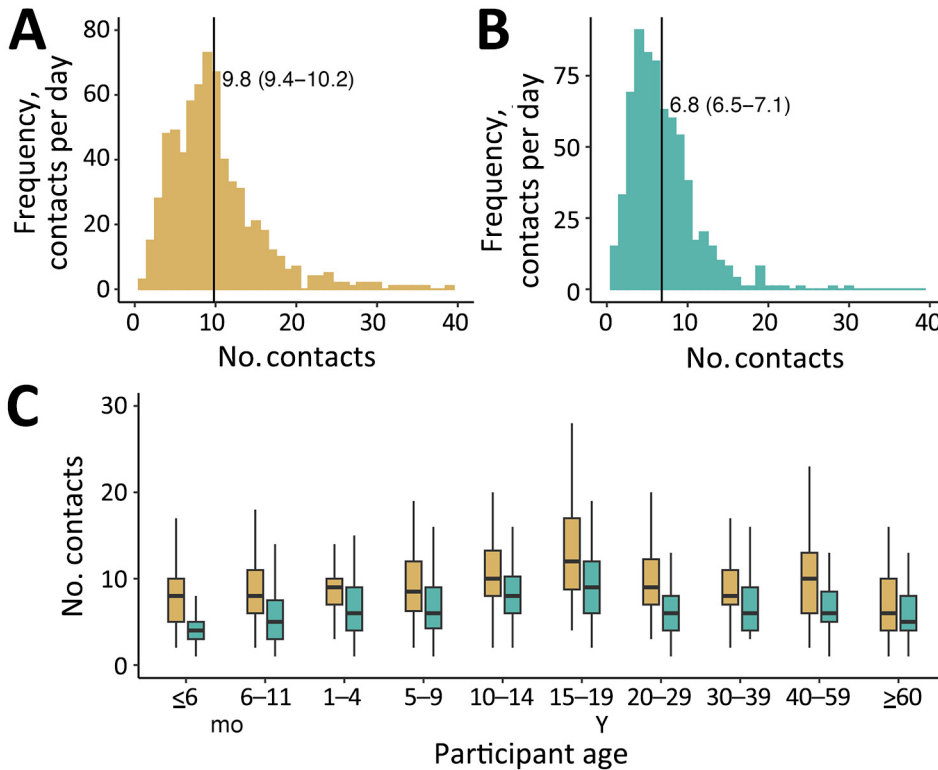 A
B
Frequency,
contacts per day
80
60
40
20
0
9.8 (9.4–10.2)
0
10
20
30
40
No. contacts
Frequency,
contacts per day
75
50
25
0
6.8 (6.5–7.1)
0
10
20
30
40
No. contacts
C
No. contacts
30
20
10
0
≤6
6–11
1–4
5–9
10–14
15–19
20–29
30–39
40–59
≥60
mo
Y
Participant age